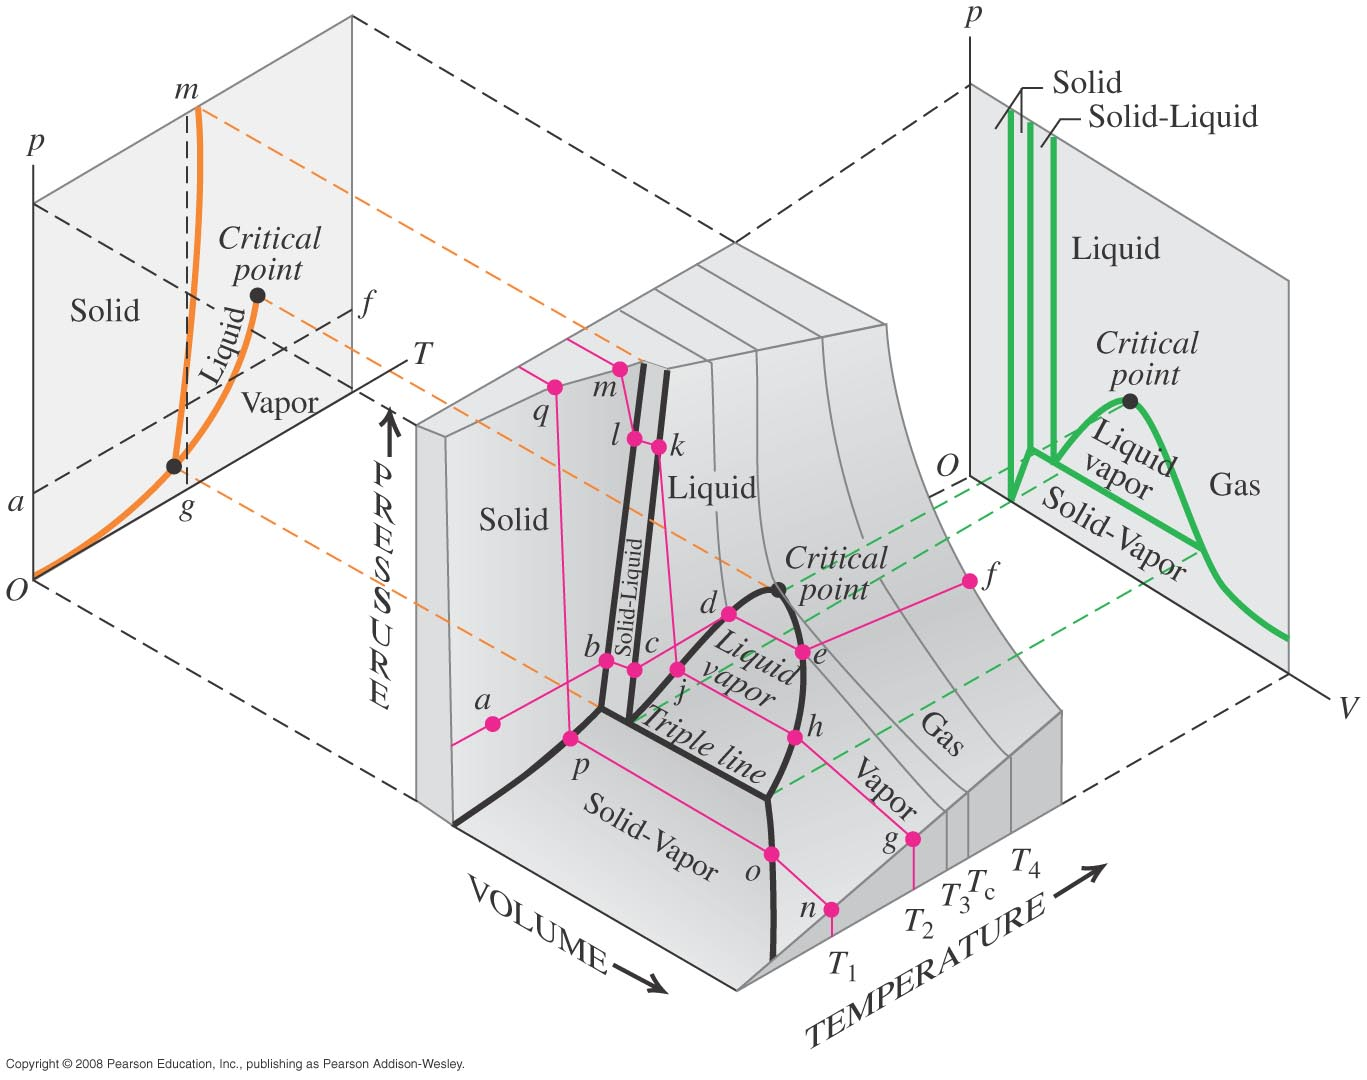 m
p
Critical
point
Solid
Liquid
f
T
Vapor
a
g
O
p
Solid
Solid-Liquid
Liquid
Critical
point
O
Liquid
vapor
Gas
Solid-Vapor
V
PRESSURE
q
m
l
k
Solid
Liquid
Solid-Liquid
Critical
point
f
d
b
c
e
Liquid
vapor
j
a
h
Triple line
Gas
p
Vapor
Solid-Vapor
g
o
n
T4
Tc
T3
T2
T1
VOLUME
TEMPERATURE
Copyright © 2008 Pearson Education, Inc., publishing as Pearson Addison-Wesley.